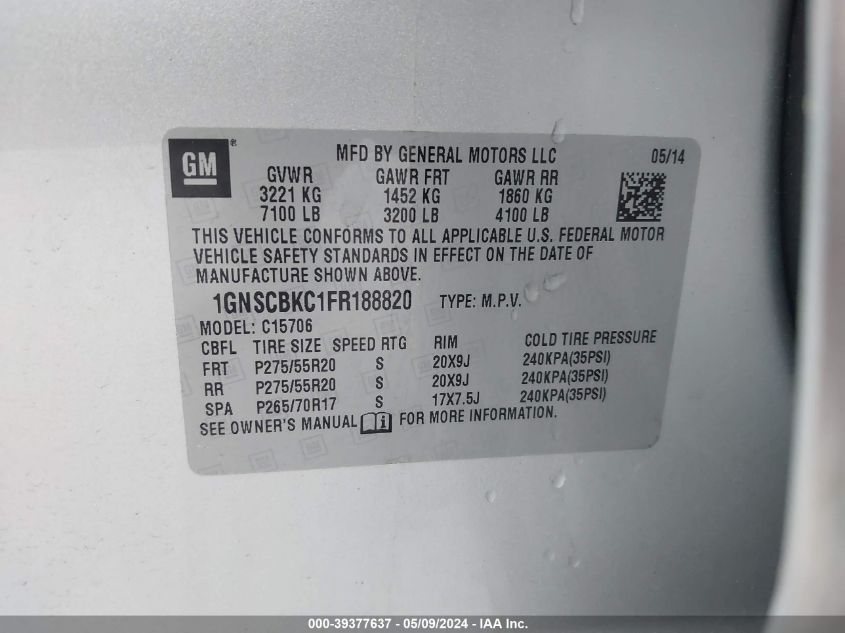 GM ®
MFD BY GENERAL MOTORS LLC 05/14
GVWR GAWR FRT GAWR RR
3221 KG 1452 KG 1860 KG
7100 LB 3200 LB 4100 LB
THIS VEHICLE CONFORMS TO ALL APPLICABLE U.S. FEDERAL MOTOR
VEHICLE SAFETY STANDARDS IN EFFECT ON THE DATE OF
MANUFACTURE SHOWN ABOVE.
1GNSCBKC1FR188820 TYPE: M.P.V.
MODEL: C15706
CBFL TIRE SIZE SPEED RTG RIM COLD TIRE PRESSURE
FRT P275/55R20 S 20X9J 240KPA(35PSI)
RR P275/55R20 S 20X9J 240KPA(35PSI)
SPA P265/70R17 S 17X7.5J 240KPA(35PSI)
SEE OWNER'S MANUAL i FOR MORE INFORMATION.
000-39377637 - 05/09/2024 - IAA Inc.